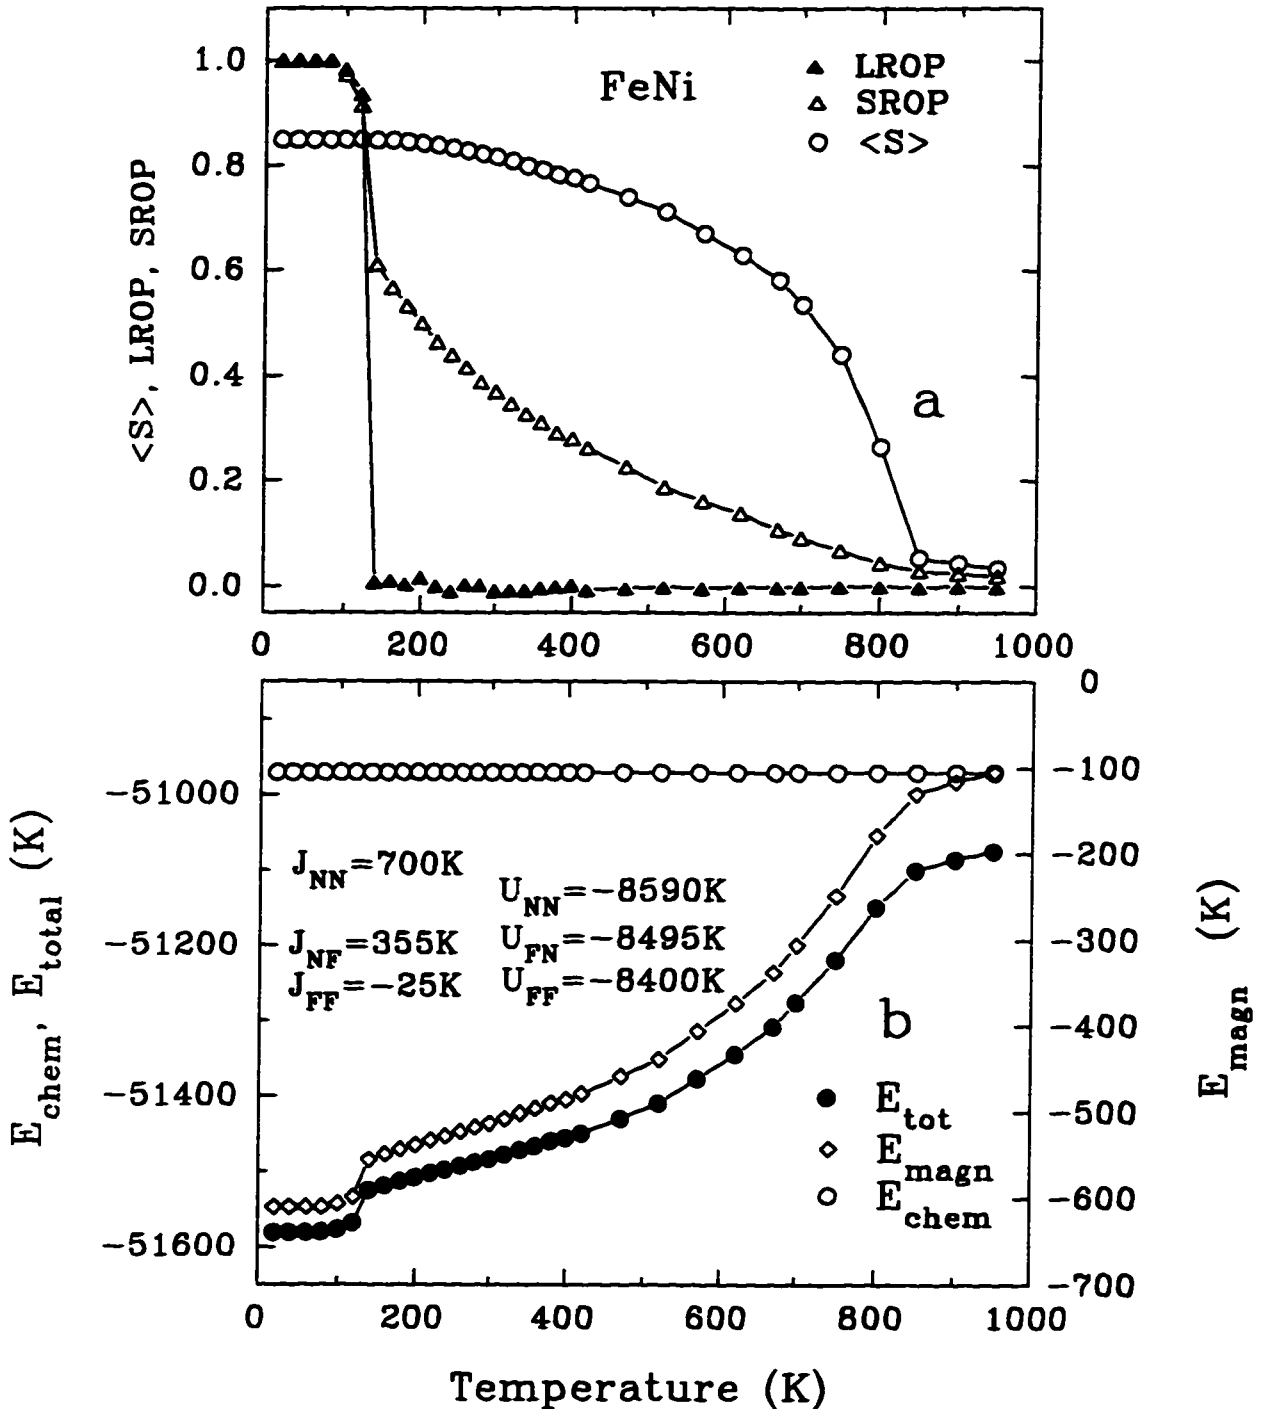 FeNi
LROP
SROP
<S>
a
<S>, LROP, SROP
1.0
0.8
0.6
0.4
0.2
0.0
0 200 400 600 800 1000
0
-100
-200
-300
-400
-500
-600
-700
-51000
-51200
-51400
-51600
E_chem, E_total (K)
E_magn (K)
J_NN=700K
U_NN=-8590K
J_NF=355K
U_FN=-8495K
J_FF=-25K
U_FF=-8400K
b
E_tot
E_magn
E_chem
0 200 400 600 800 1000
Temperature (K)